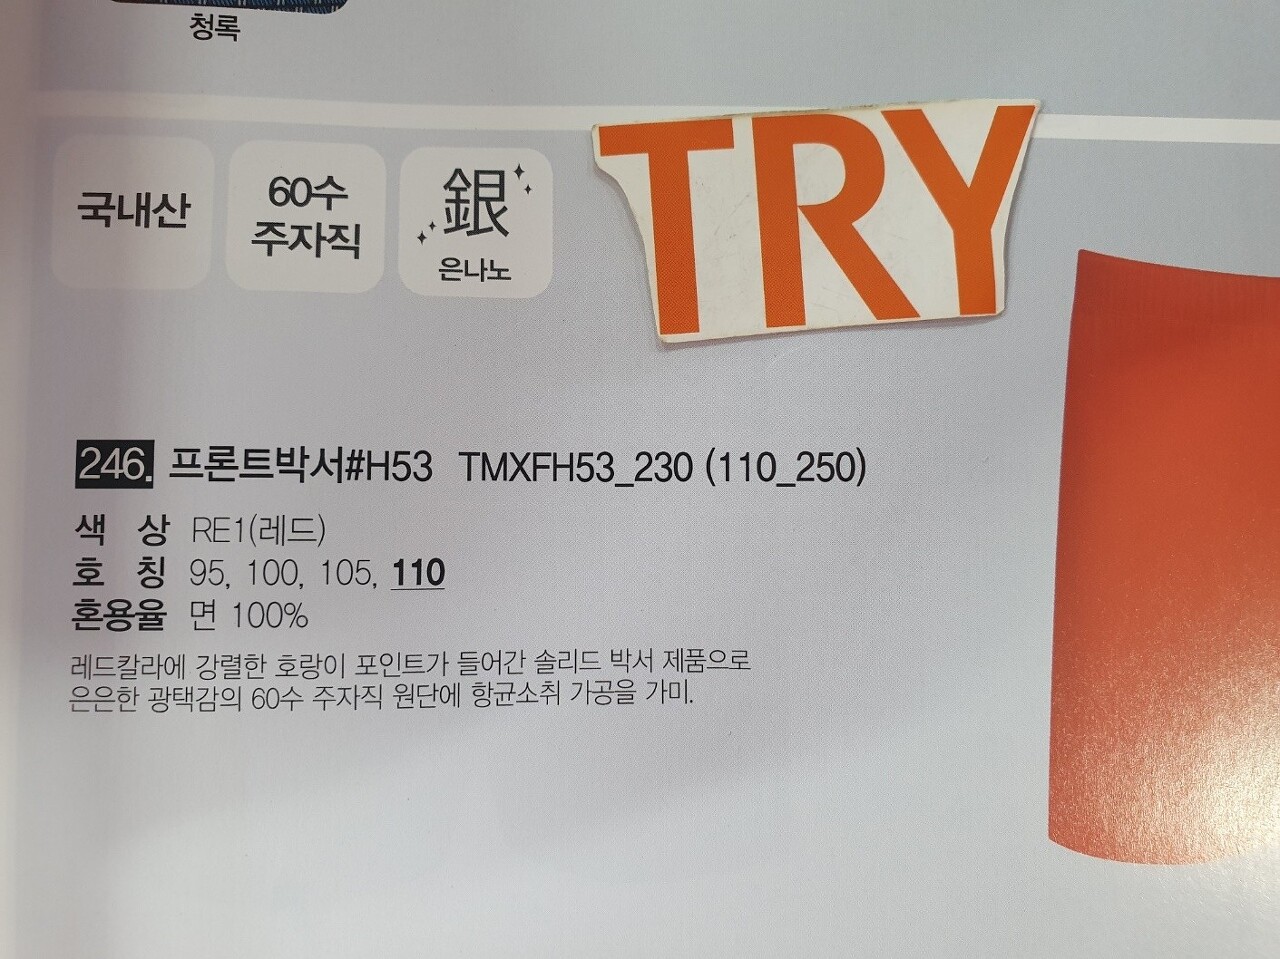 청록
국내산
60수
주자직
銀
은나노
TRY
246. 프론트박서#H53 TMXFH53_230 (110_250)
색 상 RE1(레드)
호 칭 95, 100, 105, 110
혼용율 면 100%
레드칼라에 강렬한 호랑이 포인트가 들어간 솔리드 박서 제품으로
은은한 광택감의 60수 주자직 원단에 항균소취 가공을 가미.